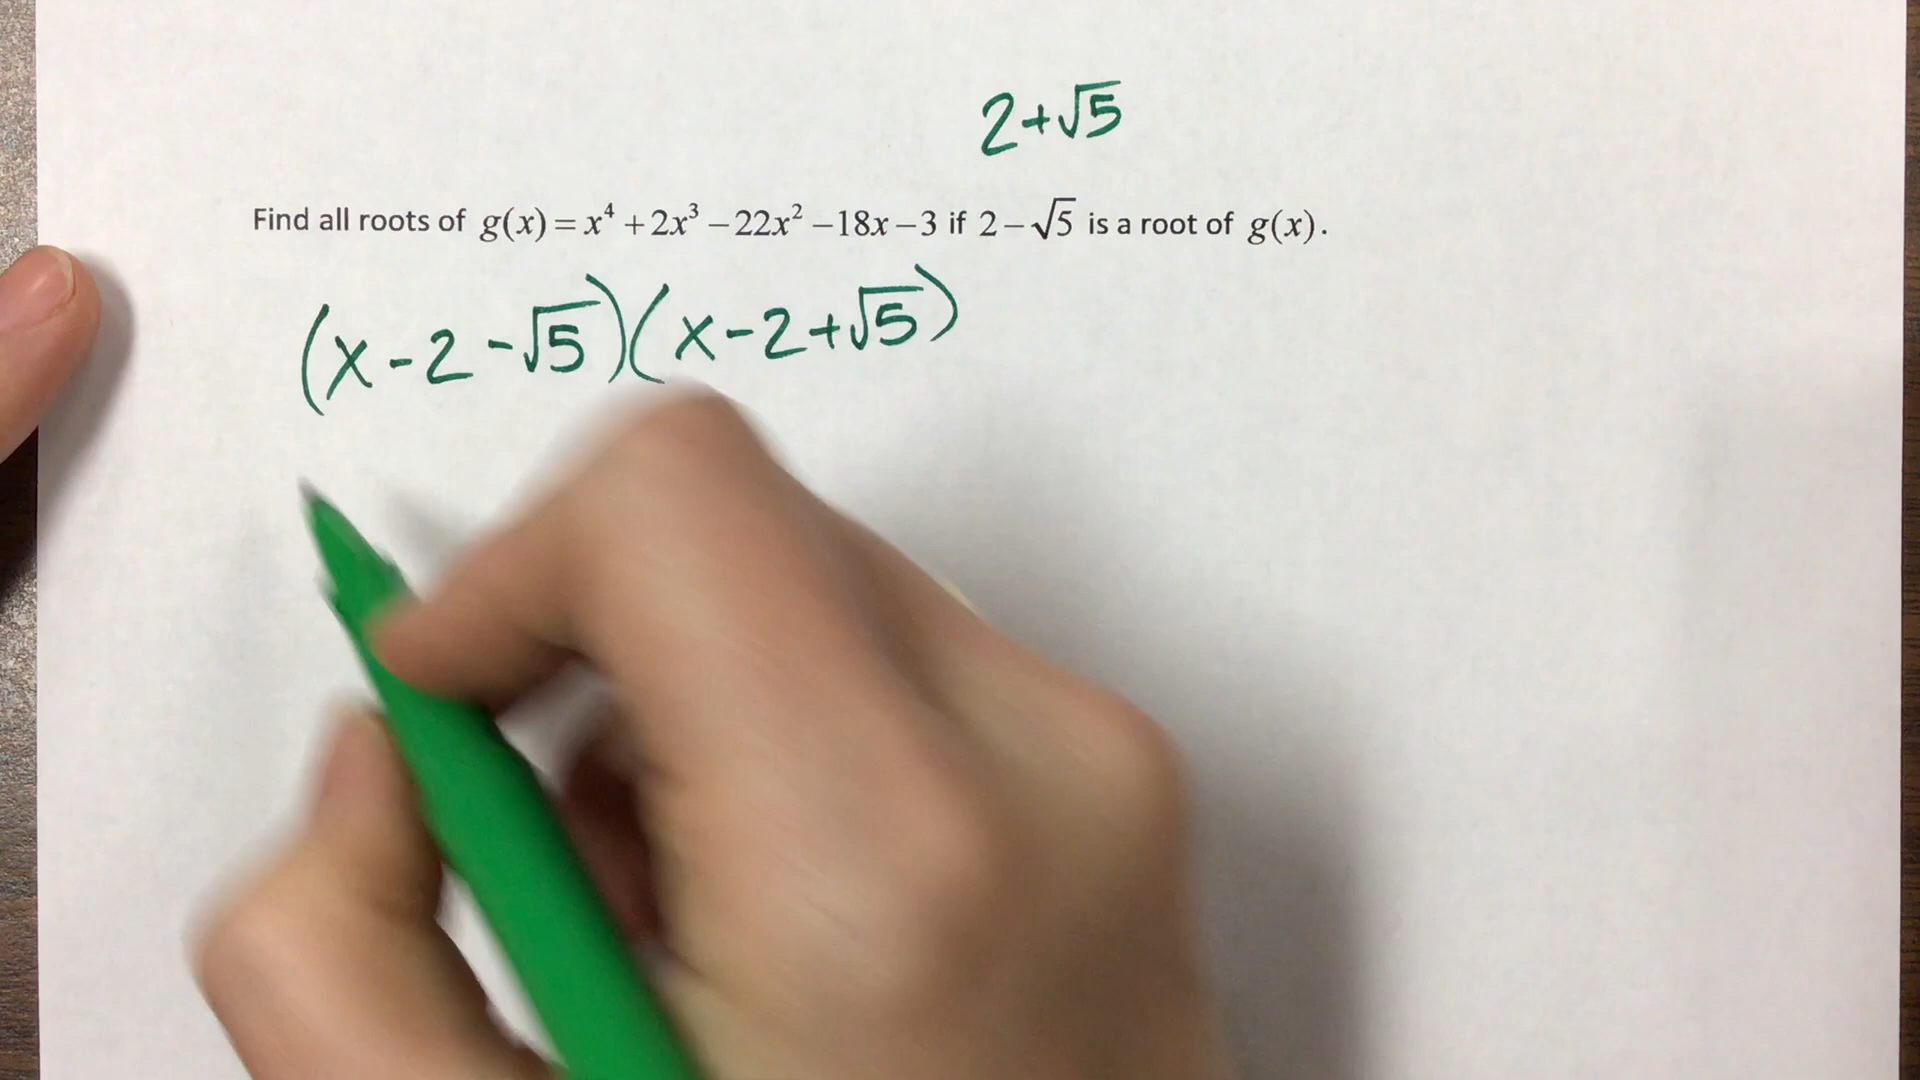 2+√5
Find all roots of g(x) = x⁴ + 2x³ − 22x² − 18x − 3 if 2 − √5 is a root of g(x).
(x-2-√5)(x-2+√5)